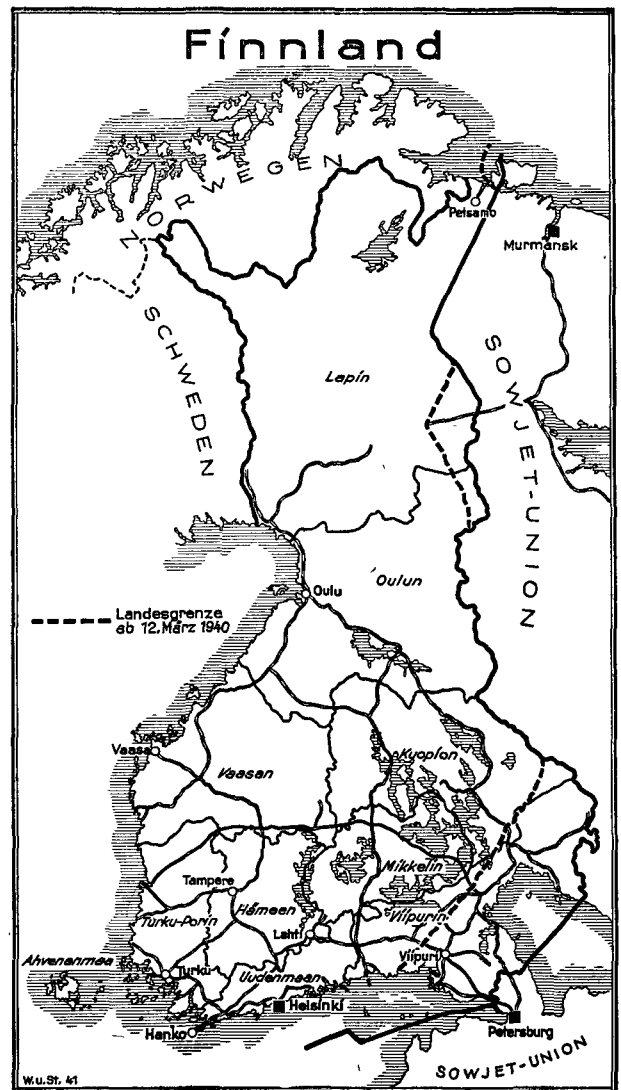 Finnland
NORWEGEN
Petsamo
Murmansk
SCHWEDEN
SOWJET-UNION
Lapin
Oulun
Oulu
Landesgrenze
ab 12. März 1940
Vaasa
Vaasan
Kuopion
Mikkelin
Tampere
Hämeen
Viipurin
Turku-Porin
Lahti
Viipuri
Ahvenanmaa
Turku
Uudenmaan
Helsinki
Hanko
Petersburg
SOWJET-UNION
W.u.St. 41